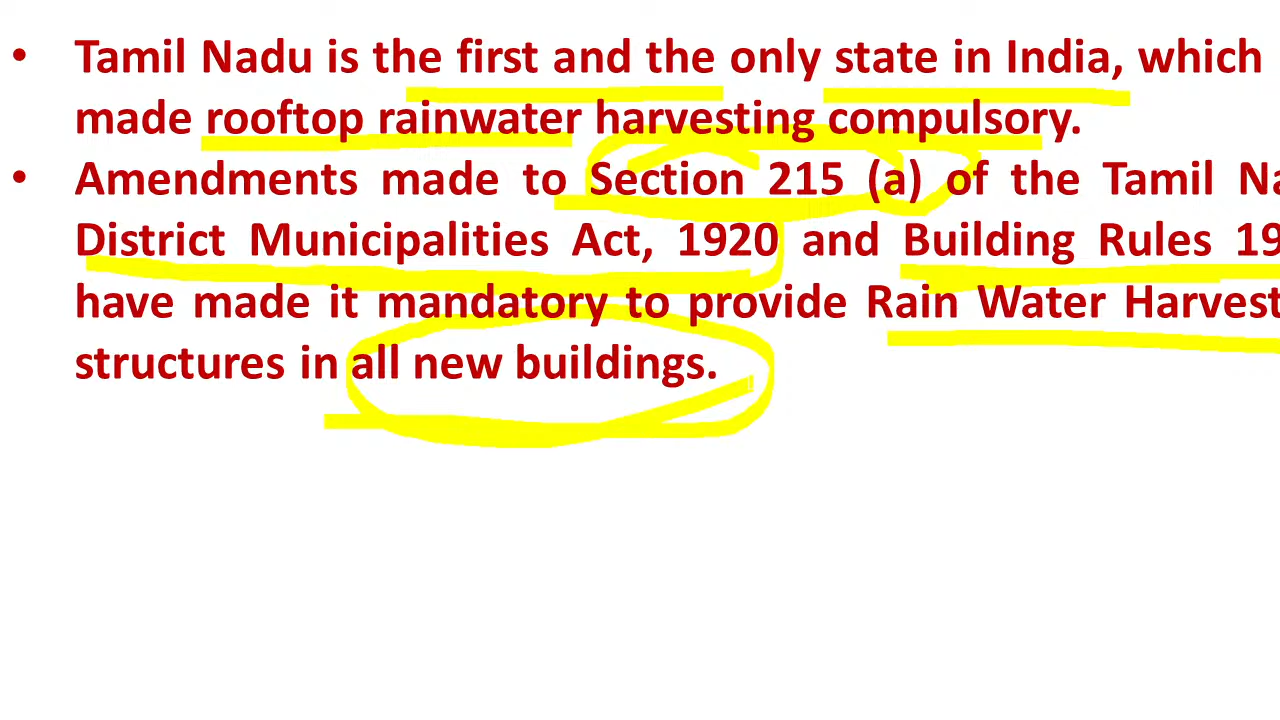 • Tamil Nadu is the first and the only state in India, which
made rooftop rainwater harvesting compulsory.
• Amendments made to Section 215 (a) of the Tamil
District Municipalities Act, 1920 and Building Rules
have made it mandatory to provide Rain Water
structures in all new buildings.